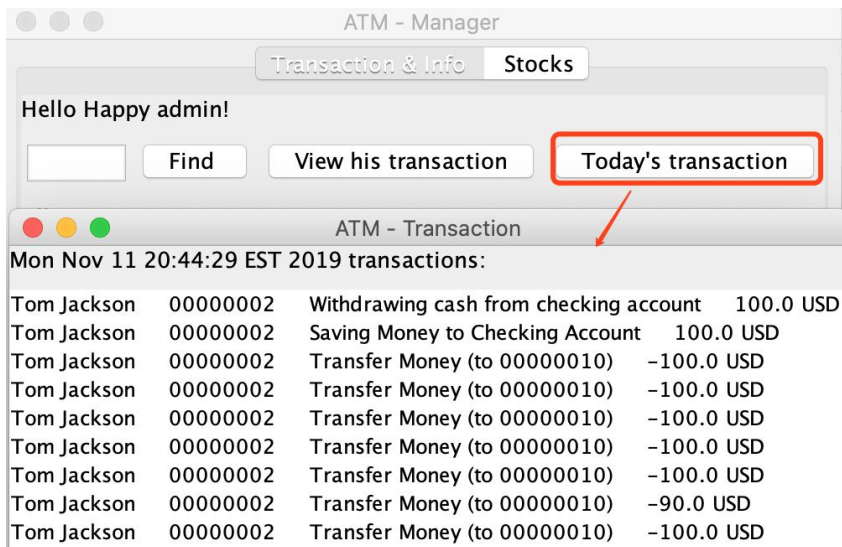 ATM - Manager
Transaction & Info Stocks
Hello Happy admin!
Find View his transaction Today's transaction
ATM - Transaction
Mon Nov 11 20:44:29 EST 2019 transactions:
Tom Jackson 00000002 Withdrawing cash from checking account 100.0 USD
Tom Jackson 00000002 Saving Money to Checking Account 100.0 USD
Tom Jackson 00000002 Transfer Money (to 00000010) -100.0 USD
Tom Jackson 00000002 Transfer Money (to 00000010) -100.0 USD
Tom Jackson 00000002 Transfer Money (to 00000010) -100.0 USD
Tom Jackson 00000002 Transfer Money (to 00000010) -100.0 USD
Tom Jackson 00000002 Transfer Money (to 00000010) -100.0 USD
Tom Jackson 00000002 Transfer Money (to 00000010) -90.0 USD
Tom Jackson 00000002 Transfer Money (to 00000010) -100.0 USD